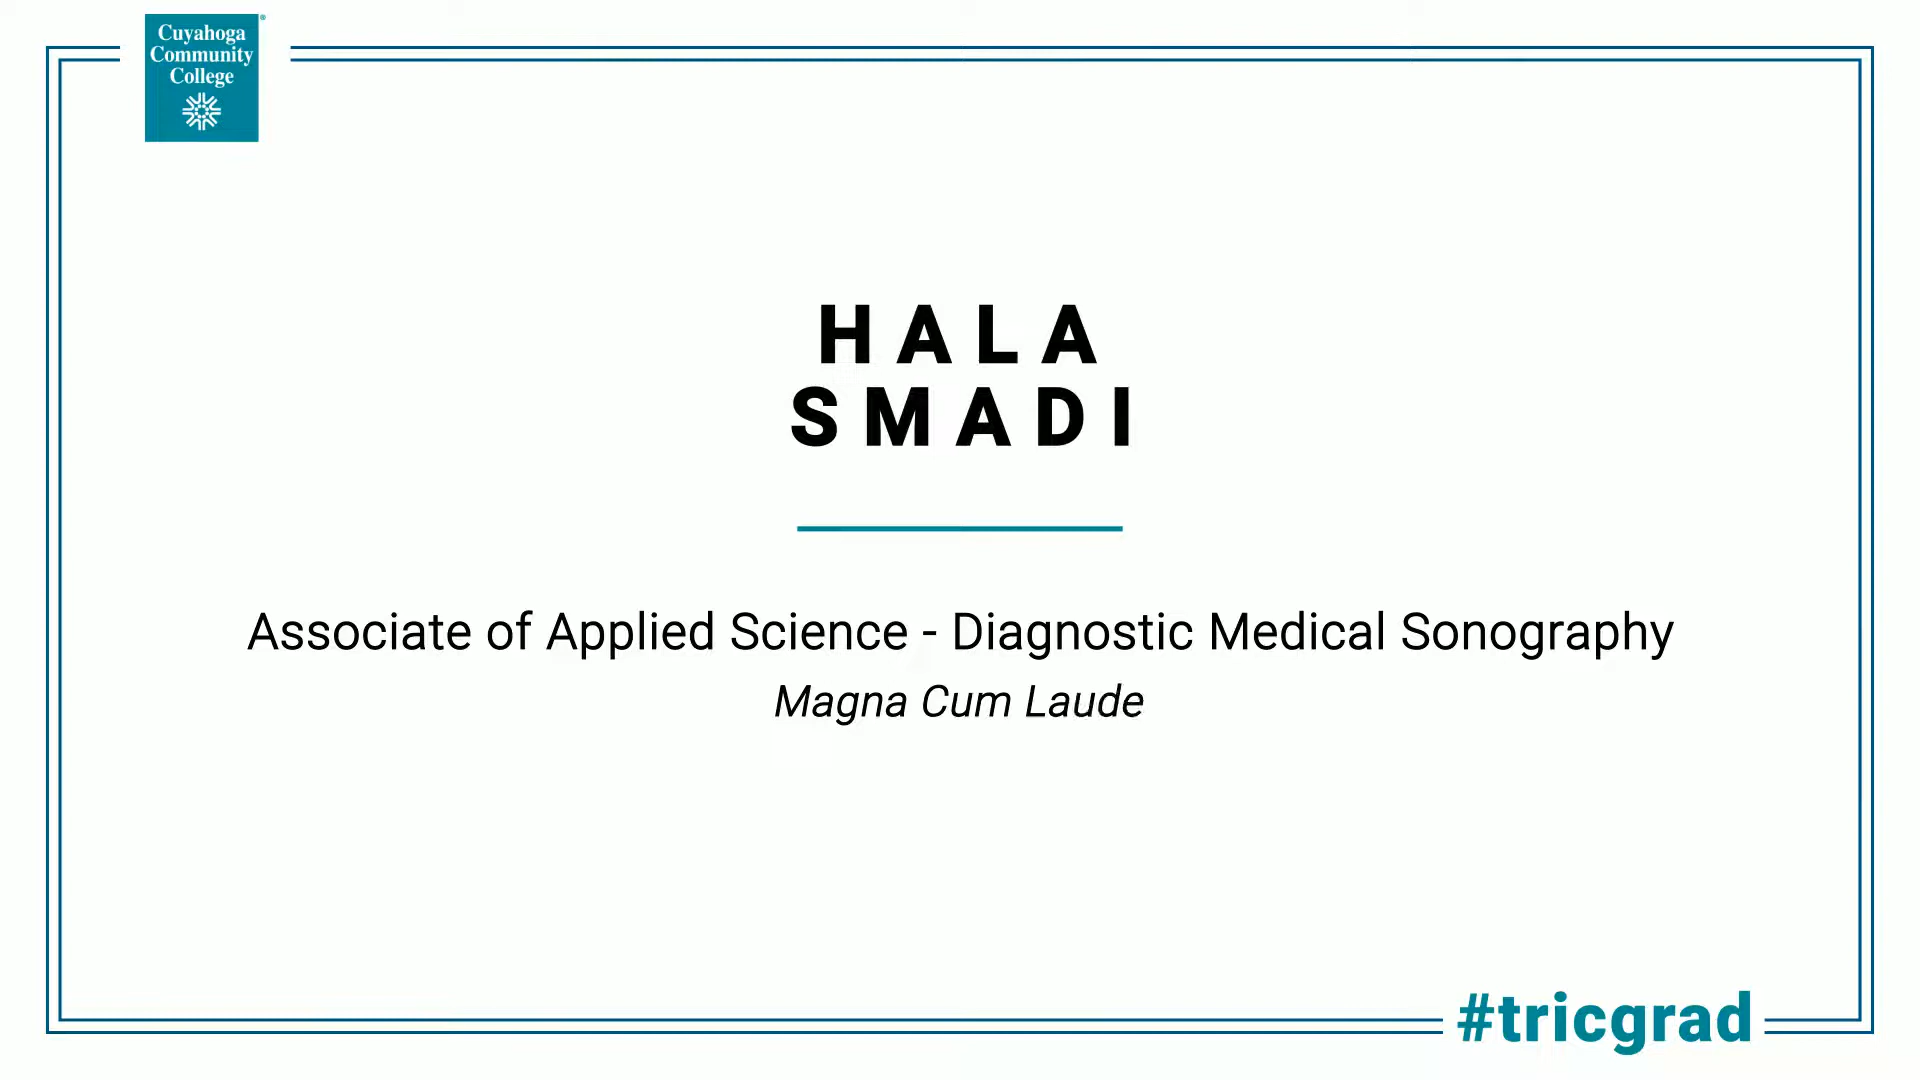 Cuyahoga
Community
College
HALA
SMADI
Associate of Applied Science - Diagnostic Medical Sonography
Magna Cum Laude
#tricgrad